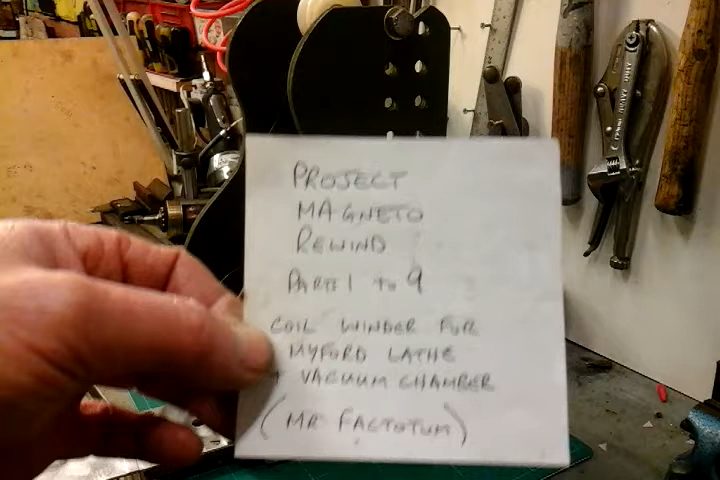 PROJECT
MAGNETO
REWIND
PARTS 1 TO 9
COIL WINDER FOR
MYFORD LATHE
+ VACUUM CHAMBER
(MR FACTOTUM)